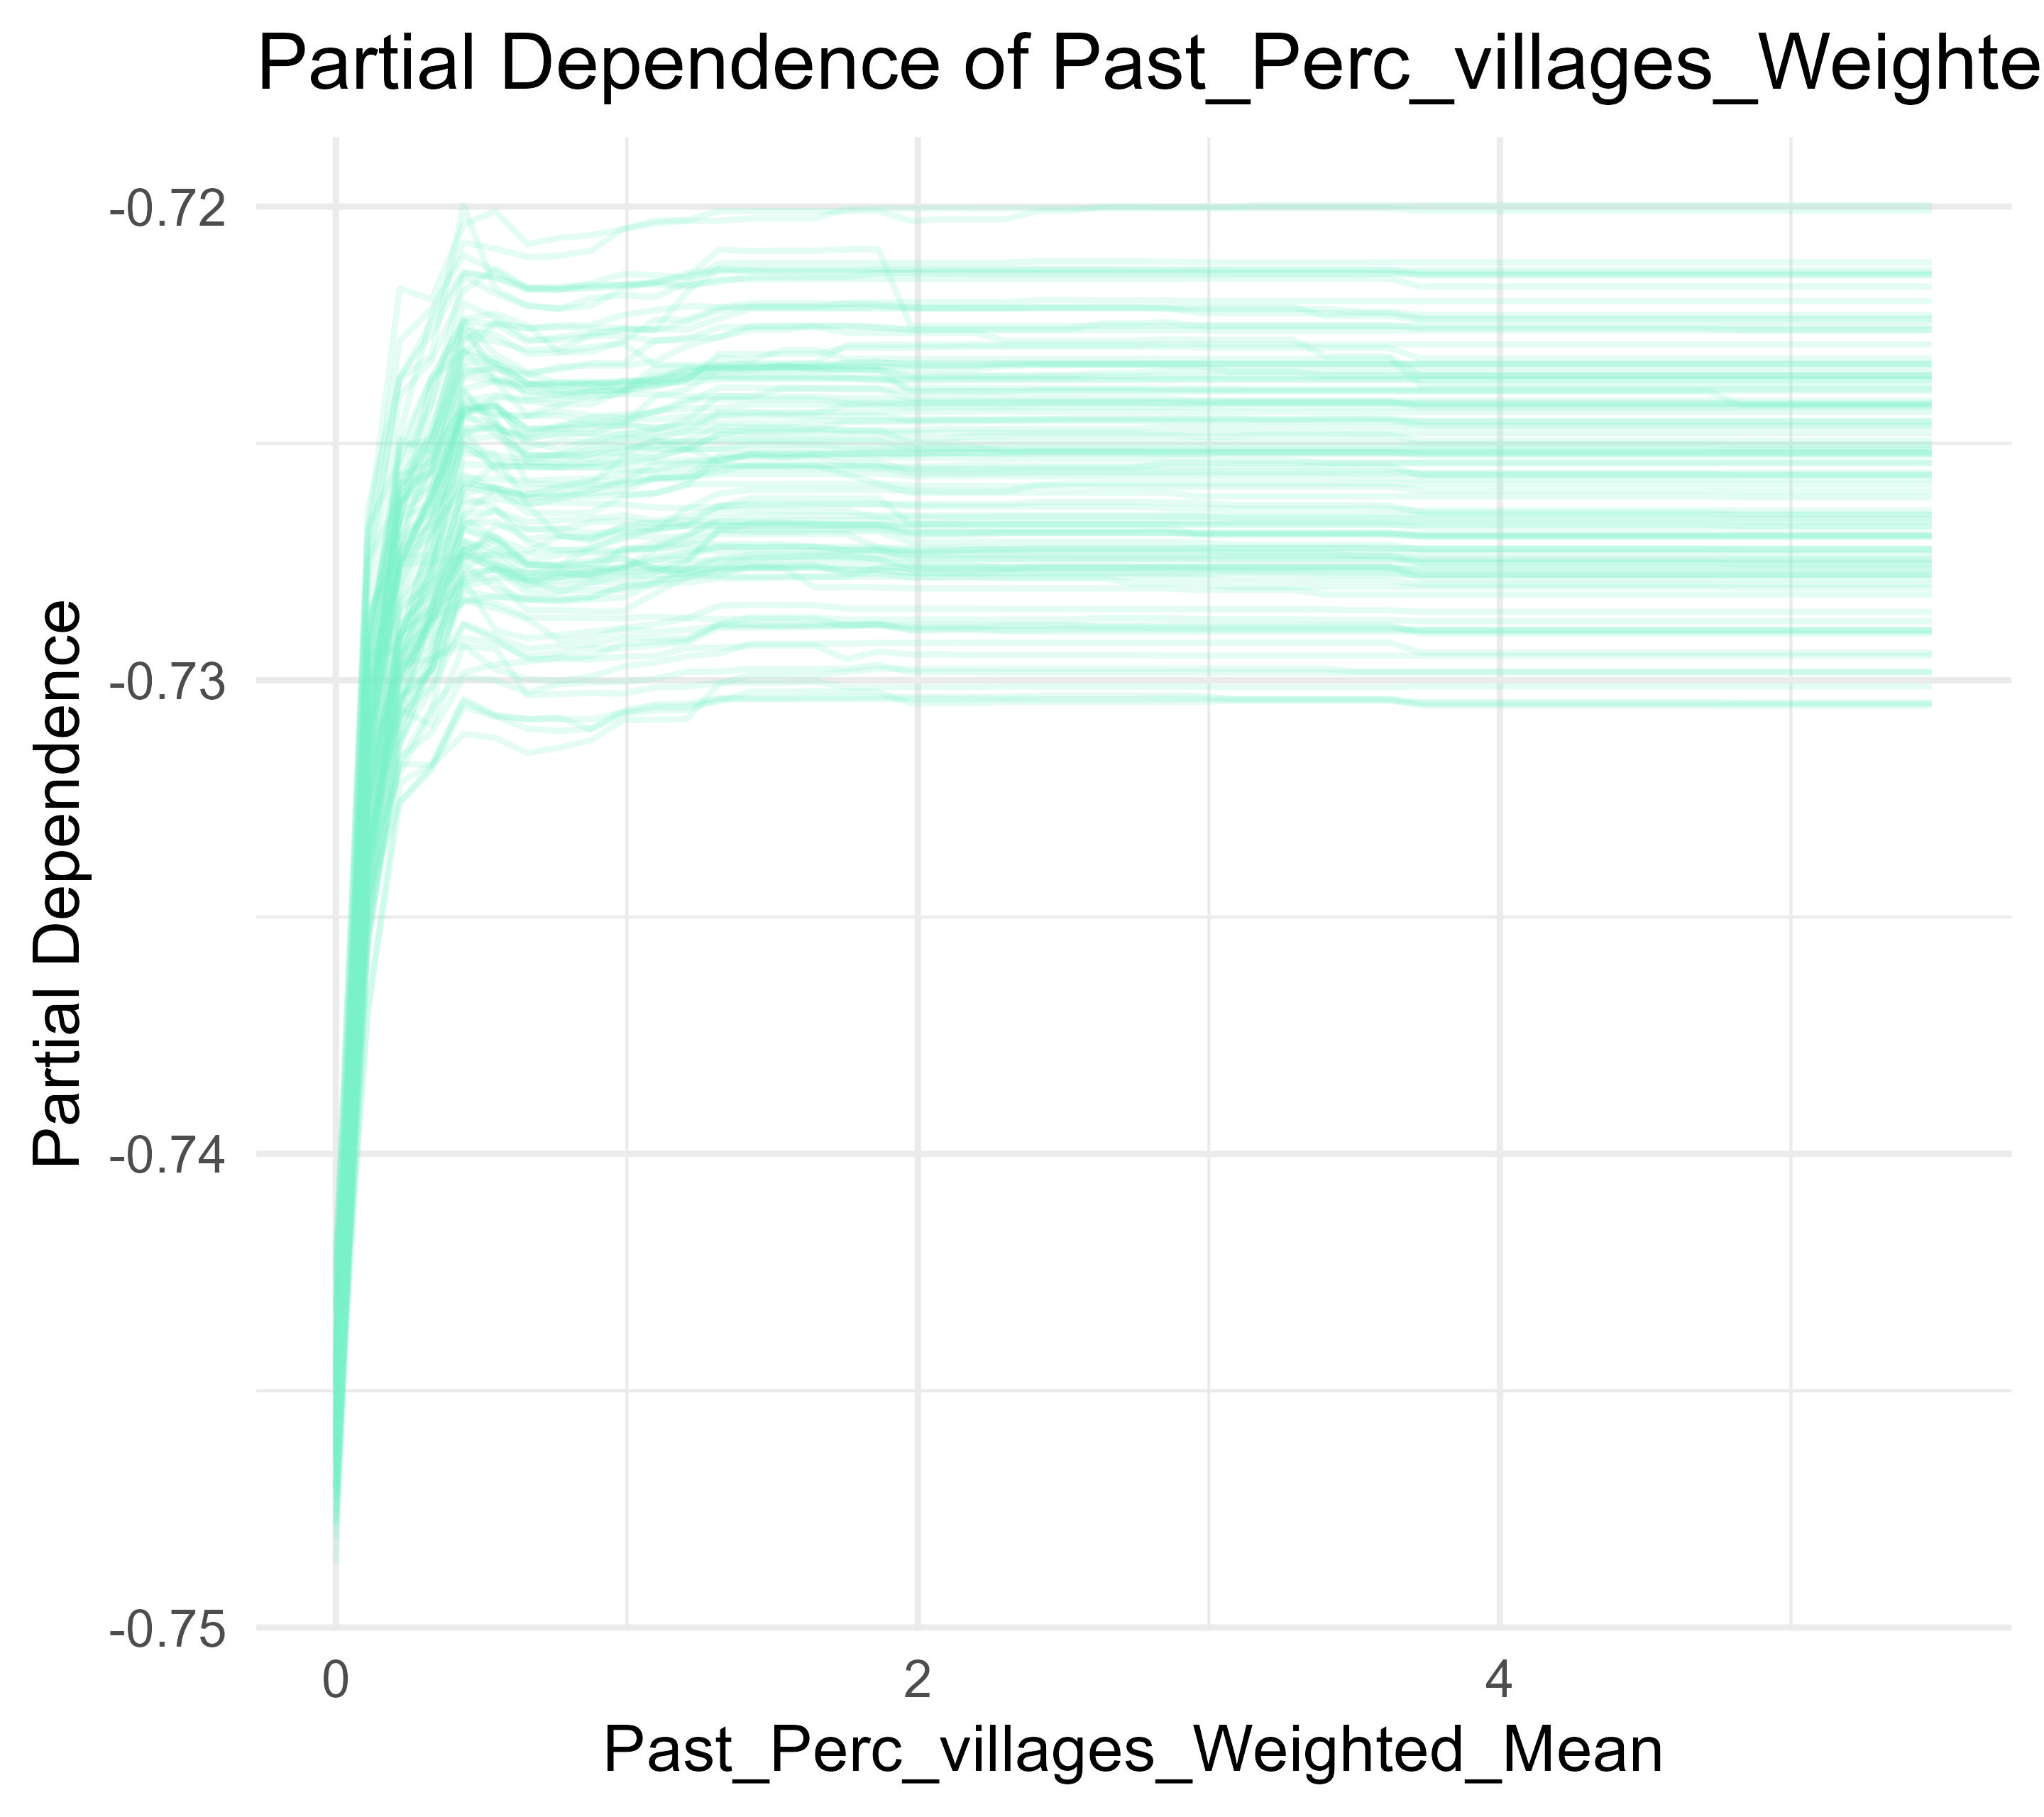 Partial Dependence of Past_Perc_villages_Weighte
-0.72
-0.73
-0.74
-0.75
Partial Dependence
0 2 4
Past_Perc_villages_Weighted_Mean